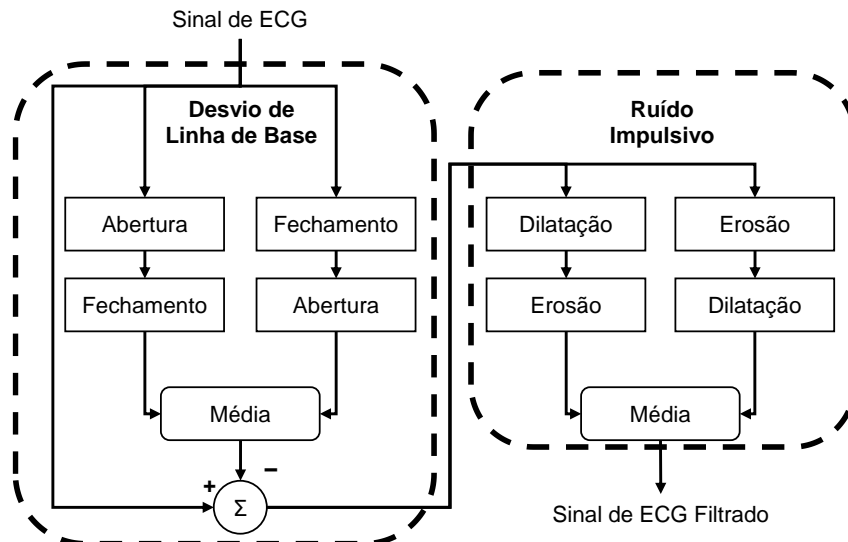 Sinal de ECG
Desvio de
Linha de Base
Abertura
Fechamento
Fechamento
Abertura
Média
+
−
Σ
Ruído
Impulsivo
Dilatação
Erosão
Erosão
Dilatação
Média
Sinal de ECG Filtrado